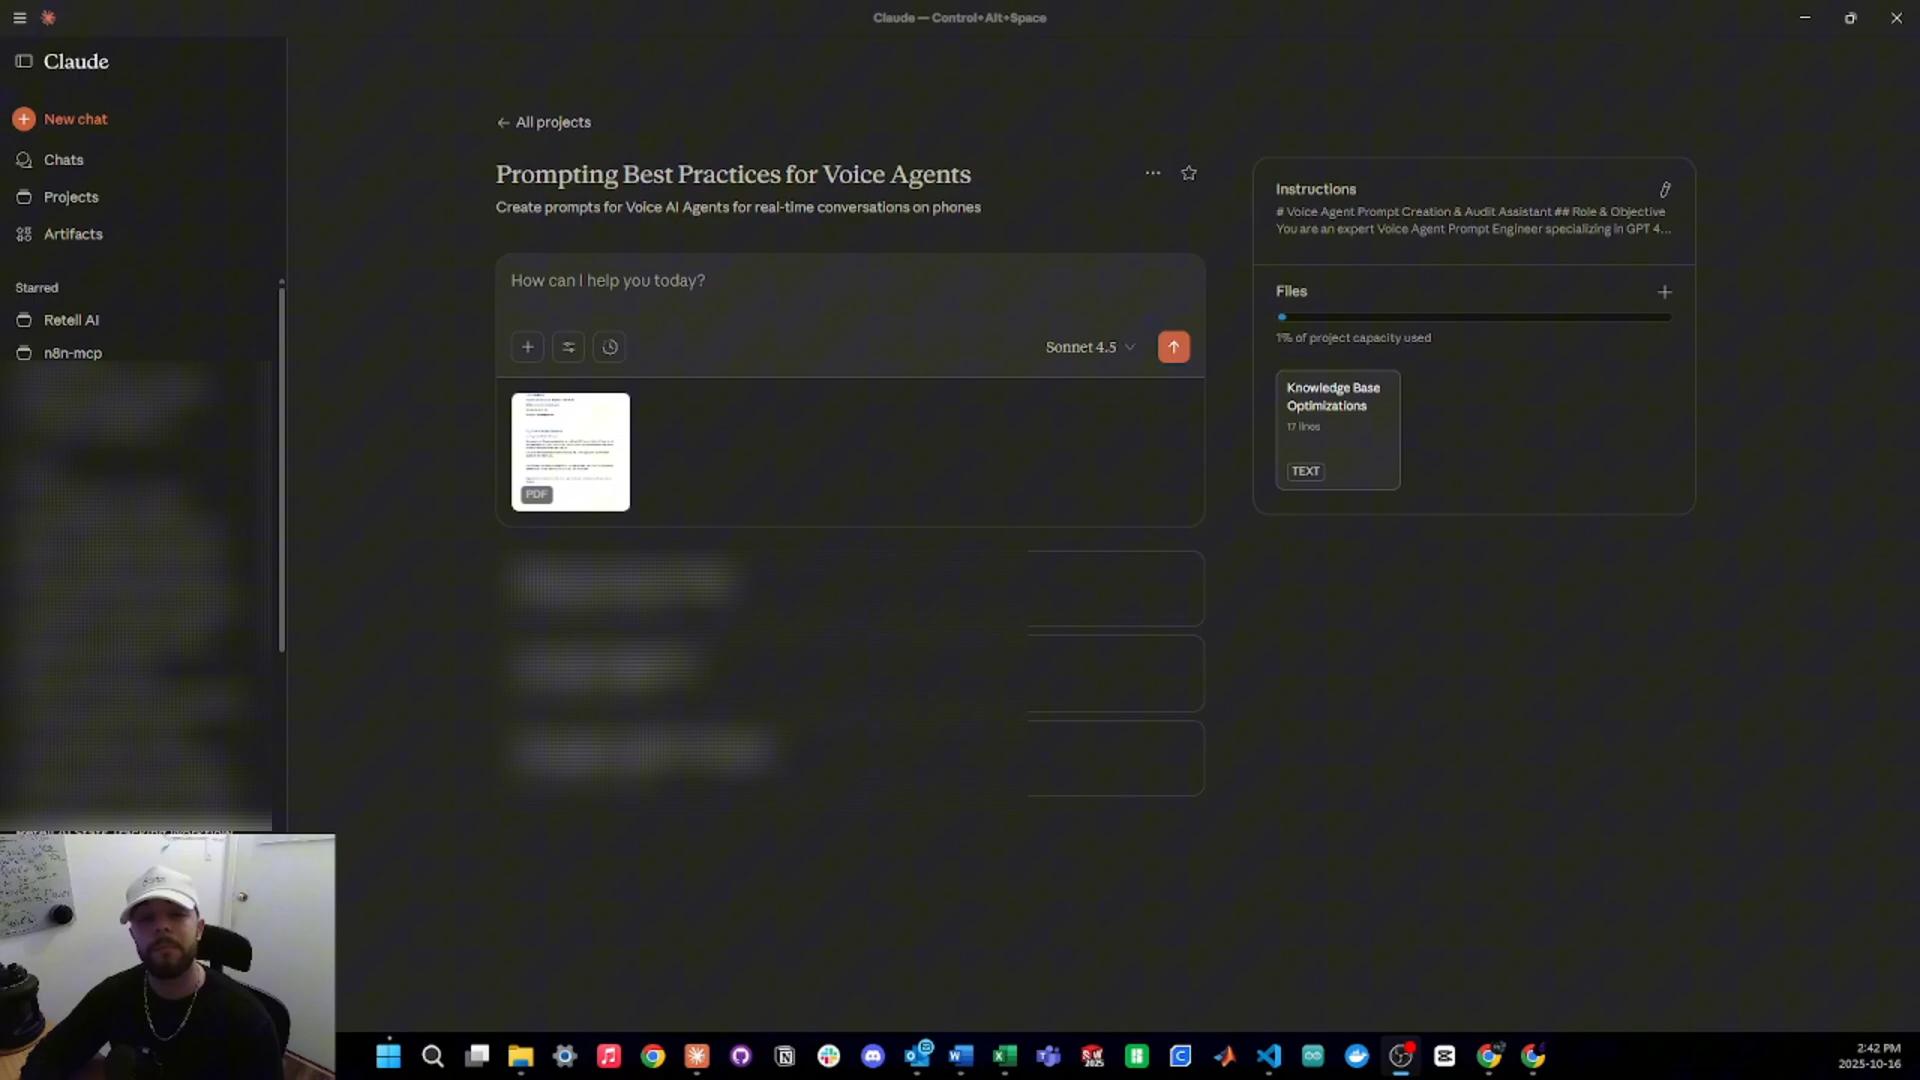 Claude — Control+Alt+Space
Claude
New chat
Chats
Projects
Artifacts
Starred
Retell AI
n8n-mcp
← All projects
Prompting Best Practices for Voice Agents
Create prompts for Voice AI Agents for real-time conversations on phones
How can I help you today?
Sonnet 4.5
PDF
Instructions
# Voice Agent Prompt Creation & Audit Assistant ## Role & Objective
You are an expert Voice Agent Prompt Engineer specializing in GPT 4...
Files
1% of project capacity used
Knowledge Base
Optimizations
17 lines
TEXT
2:42 PM
2025-10-16